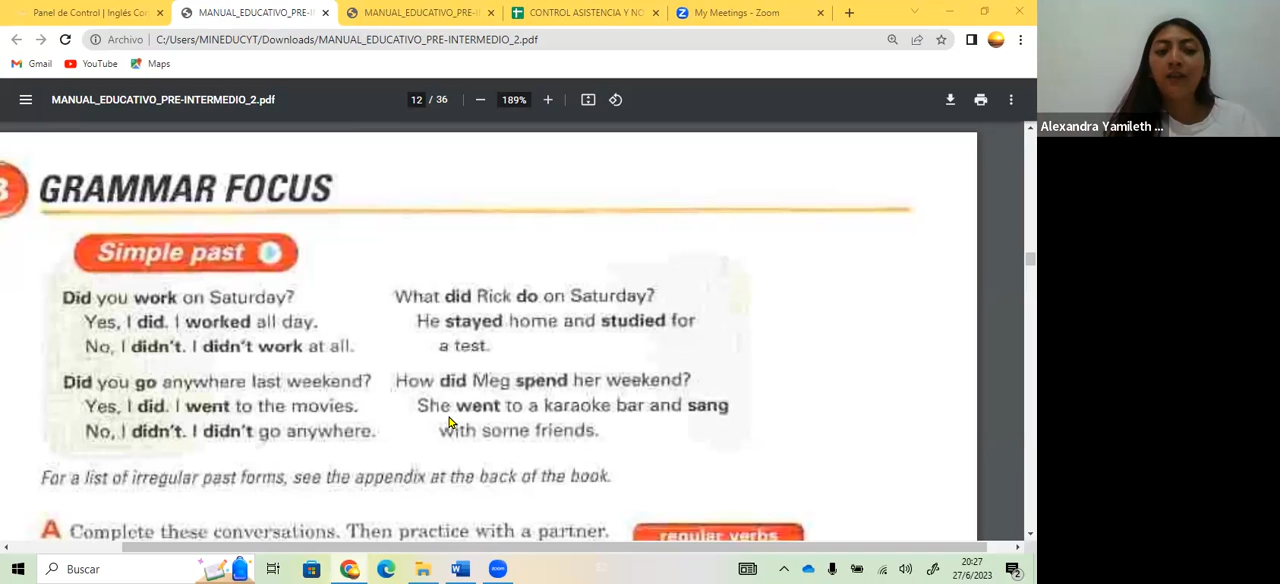 Panel de Control | Inglés Con
MANUAL_EDUCATIVO_PRE-I
MANUAL_EDUCATIVO_PRE-I
CONTROL ASISTENCIA Y NO
My Meetings - Zoom
Archivo | C:/Users/MINEDUCYT/Downloads/MANUAL_EDUCATIVO_PRE-INTERMEDIO_2.pdf
Gmail YouTube Maps
MANUAL_EDUCATIVO_PRE-INTERMEDIO_2.pdf 12 / 36 189%
Alexandra Yamileth ...
3 GRAMMAR FOCUS
Simple past
Did you work on Saturday?
Yes, I did. I worked all day.
No, I didn't. I didn't work at all.
Did you go anywhere last weekend?
Yes, I did. I went to the movies.
No, I didn't. I didn't go anywhere.
What did Rick do on Saturday?
He stayed home and studied for
a test.
How did Meg spend her weekend?
She went to a karaoke bar and sang
with some friends.
For a list of irregular past forms, see the appendix at the back of the book.
A Complete these conversations. Then practice with a partner.
regular verbs
Buscar
20:27
27/6/2023
2